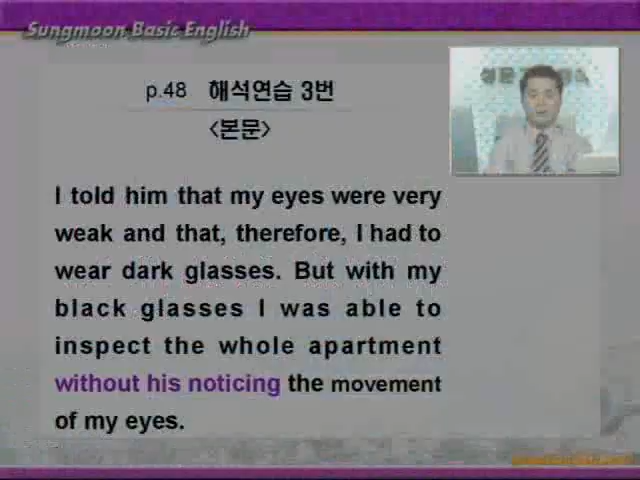 Sungmoon Basic English
p.48 해석연습 3번
<본문>
I told him that my eyes were very
weak and that, therefore, I had to
wear dark glasses. But with my
black glasses I was able to
inspect the whole apartment
without his noticing the movement
of my eyes.